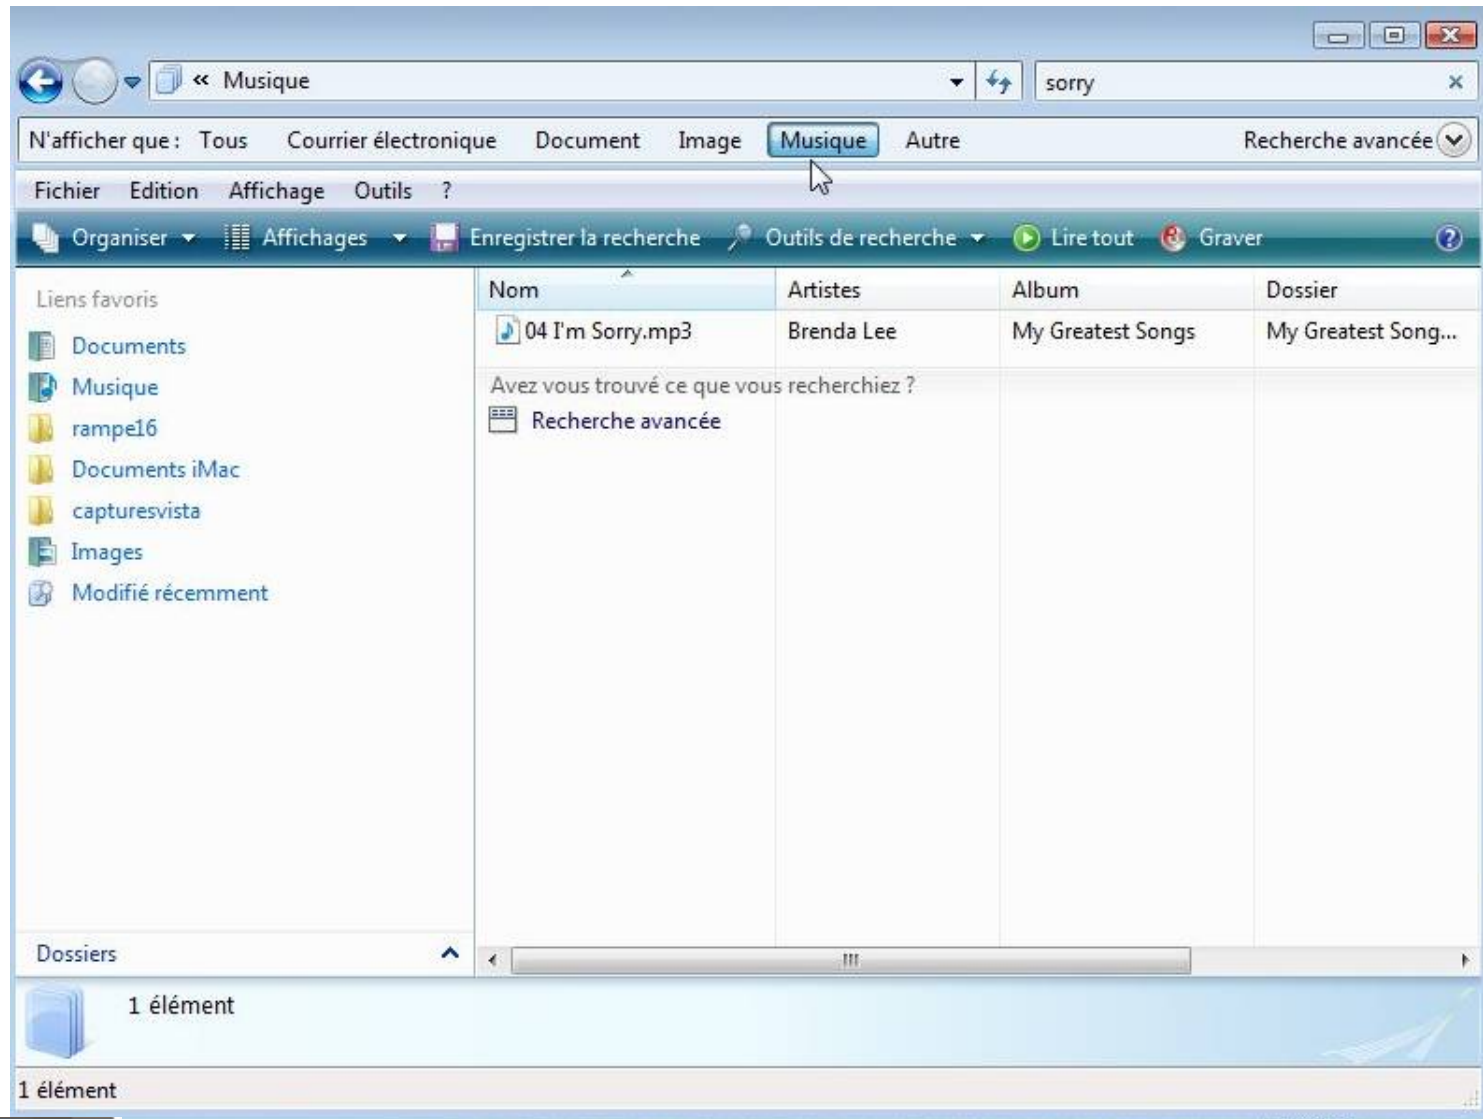 « Musique sorry
N'afficher que : Tous Courrier électronique Document Image Musique Autre Recherche avancée
Fichier Edition Affichage Outils ?
Organiser Affichages Enregistrer la recherche Outils de recherche Lire tout Graver ?
Liens favoris
Documents
Musique
rampe16
Documents iMac
capturesvista
Images
Modifié récemment
Dossiers
Nom Artistes Album Dossier
04 I'm Sorry.mp3 Brenda Lee My Greatest Songs My Greatest Song...
Avez vous trouvé ce que vous recherchiez ?
Recherche avancée
1 élément
1 élément